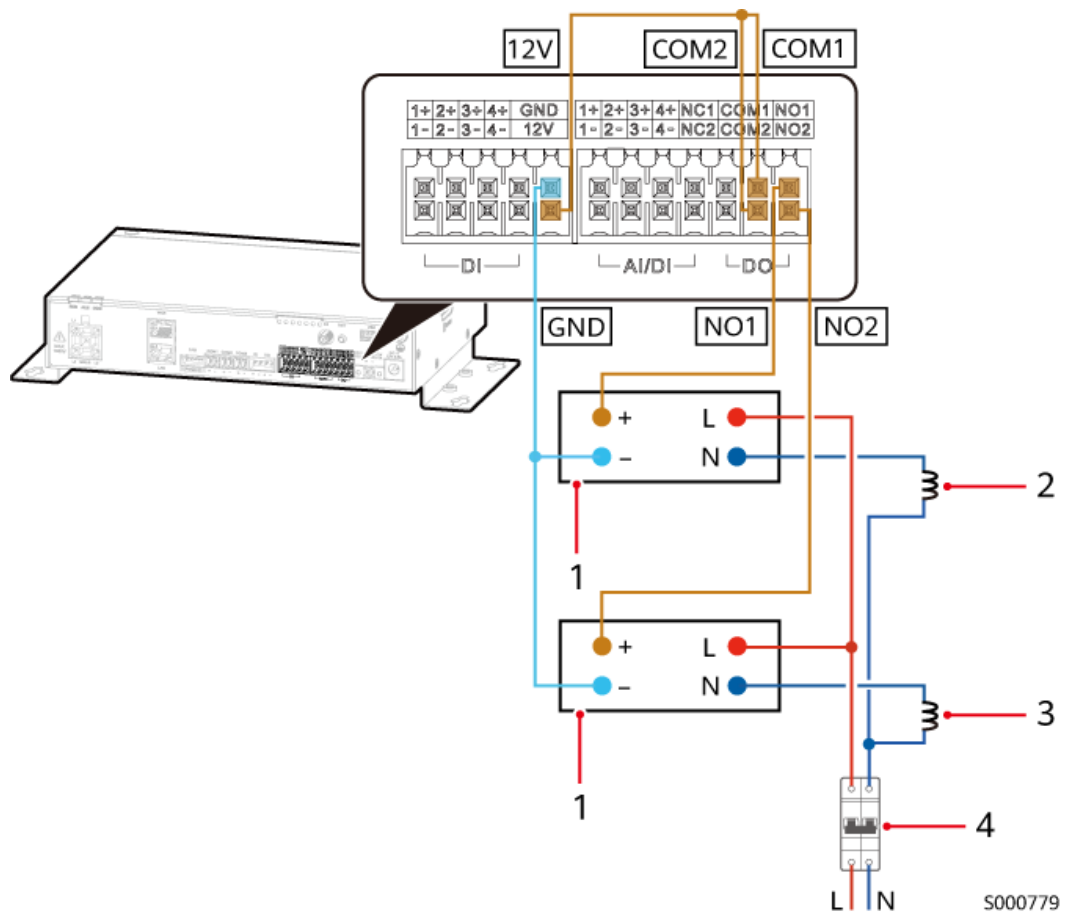 12V COM2 COM1
1+ 2+ 3+ 4+ GND 1+ 2+ 3+ 4+ NC1 COM1 NO1
1- 2- 3- 4- 12V 1- 2- 3- 4- NC2 COM2 NO2
DI AI/DI DO
GND NO1 NO2
+ L
– N
2
1
+ L
– N
3
1
4
L N
S000779